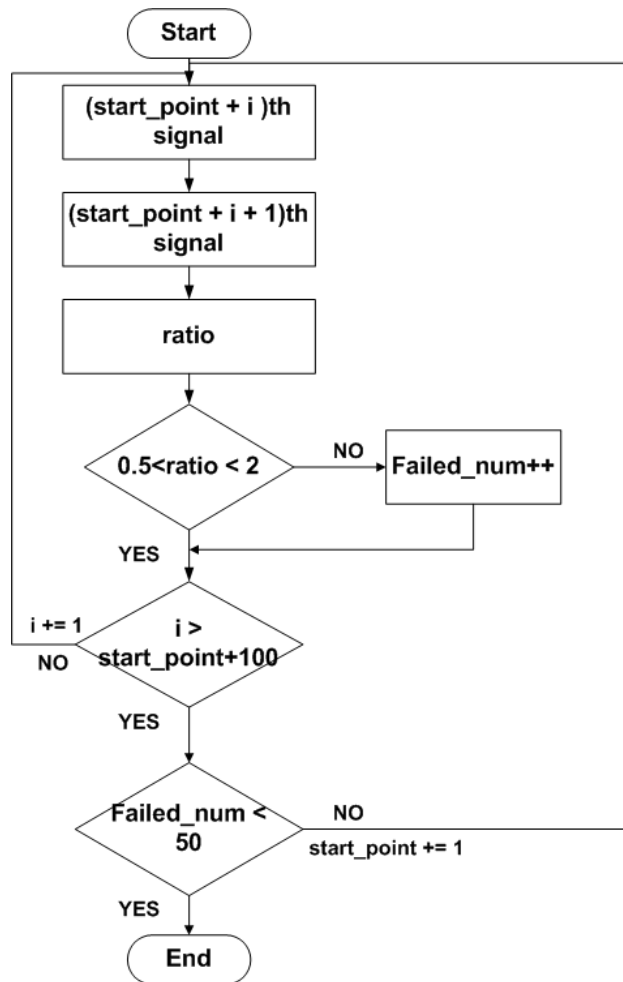 Start
(start_point + i )th
signal
(start_point + i + 1)th
signal
ratio
0.5<ratio < 2
NO
Failed_num++
YES
i += 1
NO
i >
start_point+100
YES
Failed_num <
50
NO
start_point += 1
YES
End